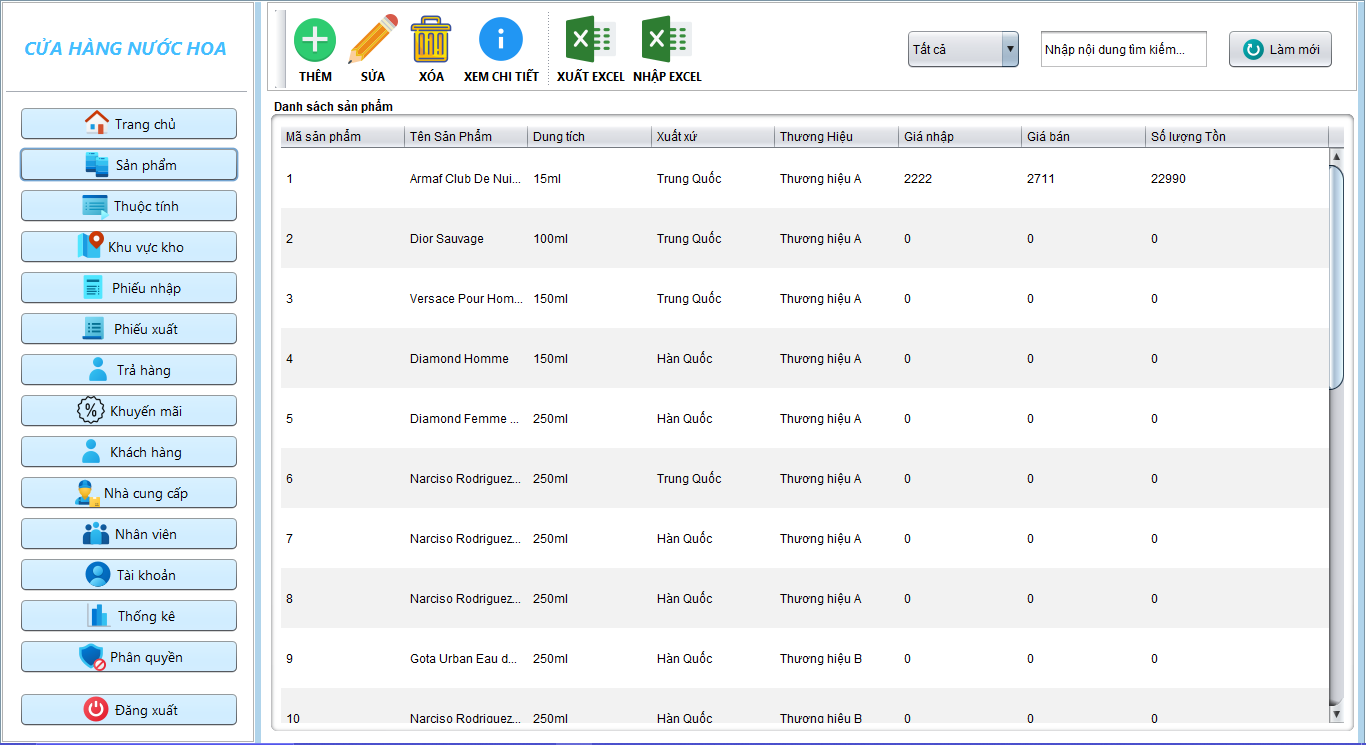 CỬA HÀNG NƯỚC HOA
Trang chủ
Sản phẩm
Thuộc tính
Khu vực kho
Phiếu nhập
Phiếu xuất
Trả hàng
Khuyến mãi
Khách hàng
Nhà cung cấp
Nhân viên
Tài khoản
Thống kê
Phân quyền
Đăng xuất
THÊM SỬA XÓA XEM CHI TIẾT XUẤT EXCEL NHẬP EXCEL
Tất cả Nhập nội dung tìm kiếm... Làm mới
Danh sách sản phẩm
Mã sản phẩm Tên Sản Phẩm Dung tích Xuất xứ Thương Hiệu Giá nhập Giá bán Số lượng Tồn
1 Armaf Club De Nui... 15ml Trung Quốc Thương hiệu A 2222 2711 22990
2 Dior Sauvage 100ml Trung Quốc Thương hiệu A 0 0 0
3 Versace Pour Hom... 150ml Trung Quốc Thương hiệu A 0 0 0
4 Diamond Homme 150ml Hàn Quốc Thương hiệu A 0 0 0
5 Diamond Femme ... 250ml Hàn Quốc Thương hiệu A 0 0 0
6 Narciso Rodriguez... 250ml Trung Quốc Thương hiệu A 0 0 0
7 Narciso Rodriguez... 250ml Hàn Quốc Thương hiệu A 0 0 0
8 Narciso Rodriguez... 250ml Hàn Quốc Thương hiệu A 0 0 0
9 Gota Urban Eau d... 250ml Hàn Quốc Thương hiệu B 0 0 0
10 Narciso Rodriguez... 250ml Hàn Quốc Thương hiệu B 0 0 0